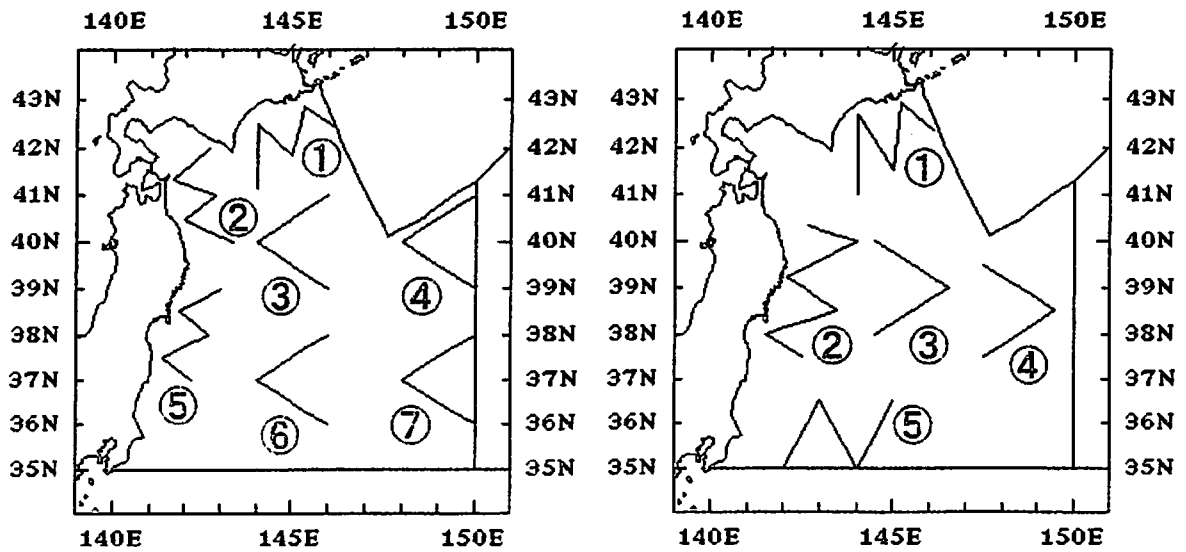 140E 145E 150E 140E 145E 150E
43N 43N 43N 43N
42N 42N 42N 42N
①
①
41N 41N 41N 41N
②
40N 40N 40N 40N
39N ③ ④ 39N 39N 39N
38N 38N 38N 38N
② ③ ④
37N 37N 37N 37N
⑤
36N ⑥ ⑦ 36N 36N ⑤ 36N
35N 35N 35N 35N
140E 145E 150E 140E 145E 150E